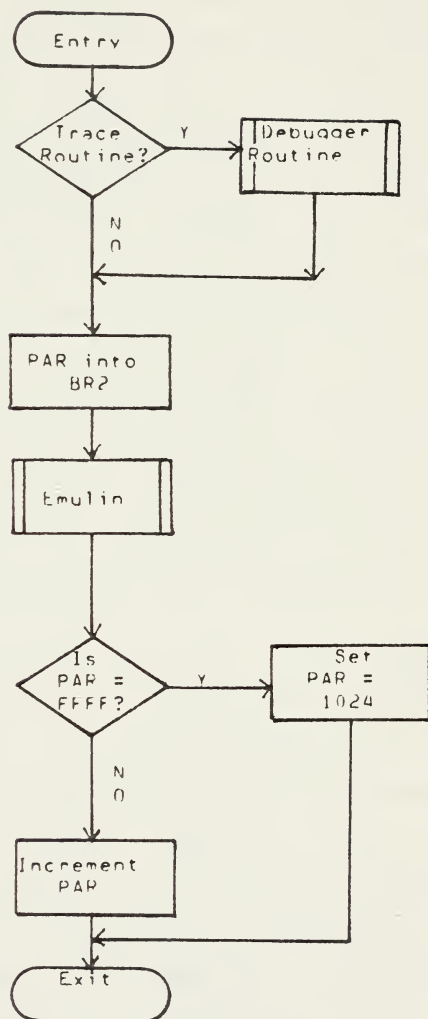 Entry
Trace
Routine?
Y
Debugger
Routine
N
O
PAR into
BR2
Emulin
Is
PAR =
FFFF?
Y
Set
PAR =
1024
N
O
Increment
PAR
Exit